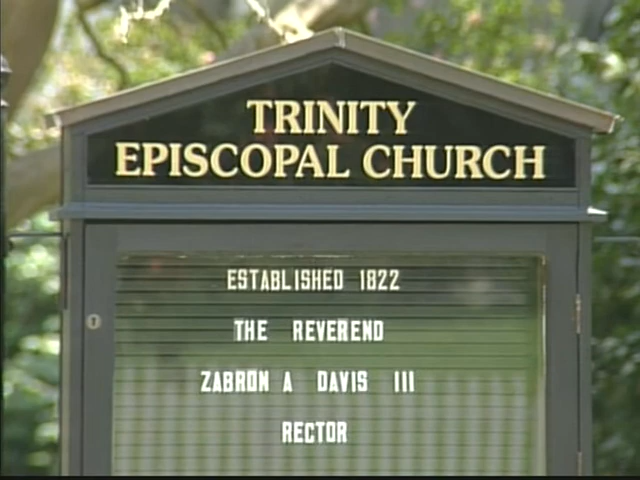 TRINITY
EPISCOPAL CHURCH
ESTABLISHED 1822
THE REVEREND
ZABRON A DAVIS III
RECTOR